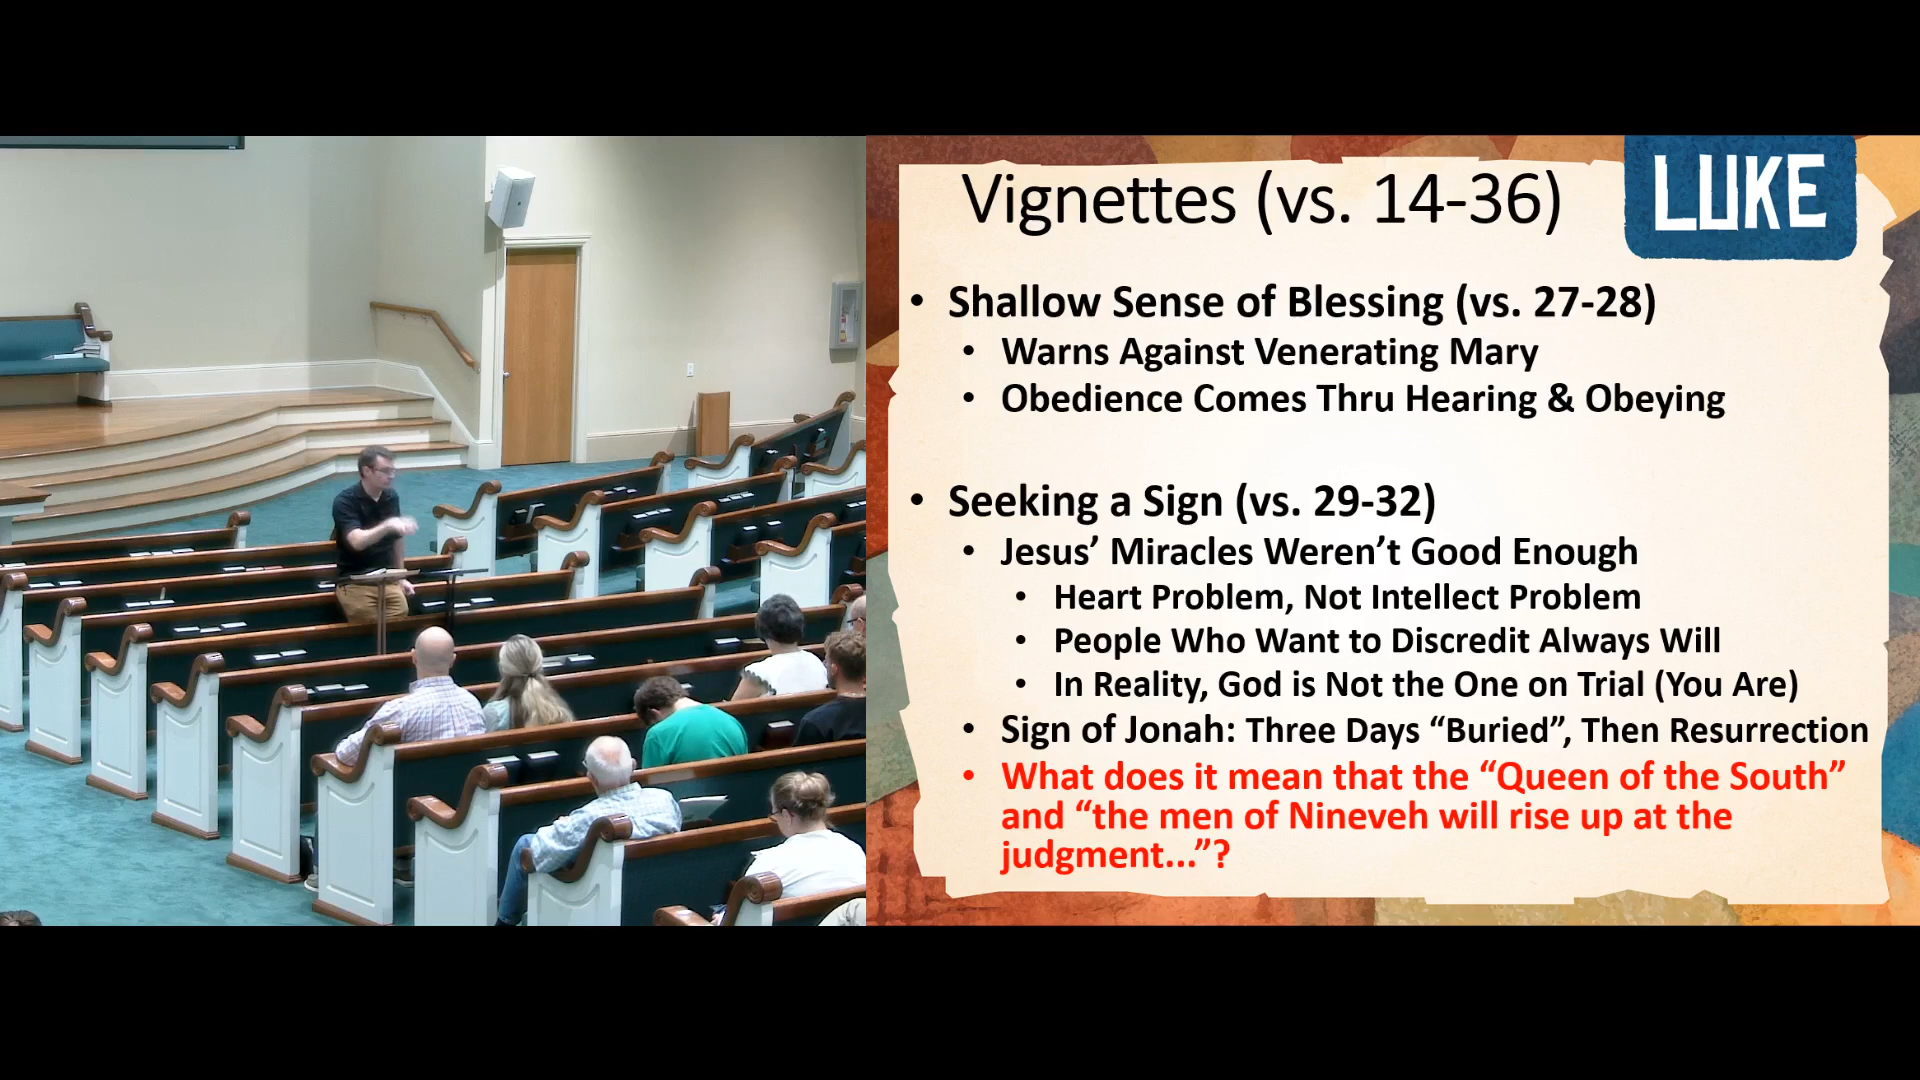 Vignettes (vs. 14-36)
LUKE
• Shallow Sense of Blessing (vs. 27-28)
• Warns Against Venerating Mary
• Obedience Comes Thru Hearing & Obeying
• Seeking a Sign (vs. 29-32)
• Jesus’ Miracles Weren’t Good Enough
• Heart Problem, Not Intellect Problem
• People Who Want to Discredit Always Will
• In Reality, God is Not the One on Trial (You Are)
• Sign of Jonah: Three Days “Buried”, Then Resurrection
• What does it mean that the “Queen of the South”
and “the men of Nineveh will rise up at the
judgment...”?